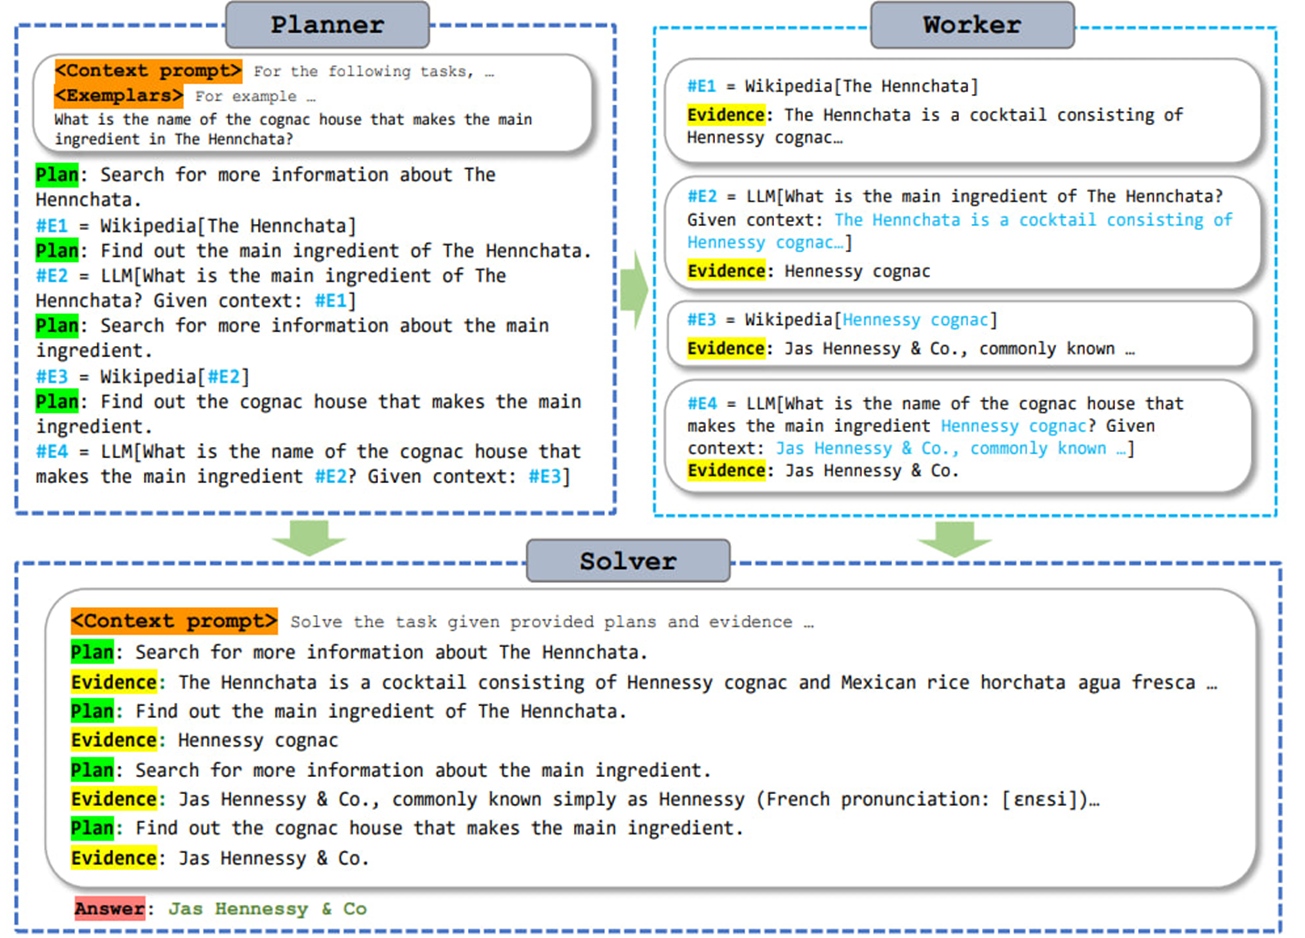 Planner
<Context prompt> For the following tasks, …
<Exemplars> For example …
What is the name of the cognac house that makes the main
ingredient in The Hennchata?
Plan: Search for more information about The
Hennchata.
#E1 = Wikipedia[The Hennchata]
Plan: Find out the main ingredient of The Hennchata.
#E2 = LLM[What is the main ingredient of The
Hennchata? Given context: #E1]
Plan: Search for more information about the main
ingredient.
#E3 = Wikipedia[#E2]
Plan: Find out the cognac house that makes the main
ingredient.
#E4 = LLM[What is the name of the cognac house that
makes the main ingredient #E2? Given context: #E3]
Worker
#E1 = Wikipedia[The Hennchata]
Evidence: The Hennchata is a cocktail consisting of
Hennessy cognac…
#E2 = LLM[What is the main ingredient of The Hennchata?
Given context: The Hennchata is a cocktail consisting of
Hennessy cognac…]
Evidence: Hennessy cognac
#E3 = Wikipedia[Hennessy cognac]
Evidence: Jas Hennessy & Co., commonly known …
#E4 = LLM[What is the name of the cognac house that
makes the main ingredient Hennessy cognac? Given
context: Jas Hennessy & Co., commonly known …]
Evidence: Jas Hennessy & Co.
Solver
<Context prompt> Solve the task given provided plans and evidence …
Plan: Search for more information about The Hennchata.
Evidence: The Hennchata is a cocktail consisting of Hennessy cognac and Mexican rice horchata agua fresca …
Plan: Find out the main ingredient of The Hennchata.
Evidence: Hennessy cognac
Plan: Search for more information about the main ingredient.
Evidence: Jas Hennessy & Co., commonly known simply as Hennessy (French pronunciation: [ɛnɛsi])…
Plan: Find out the cognac house that makes the main ingredient.
Evidence: Jas Hennessy & Co.
Answer: Jas Hennessy & Co